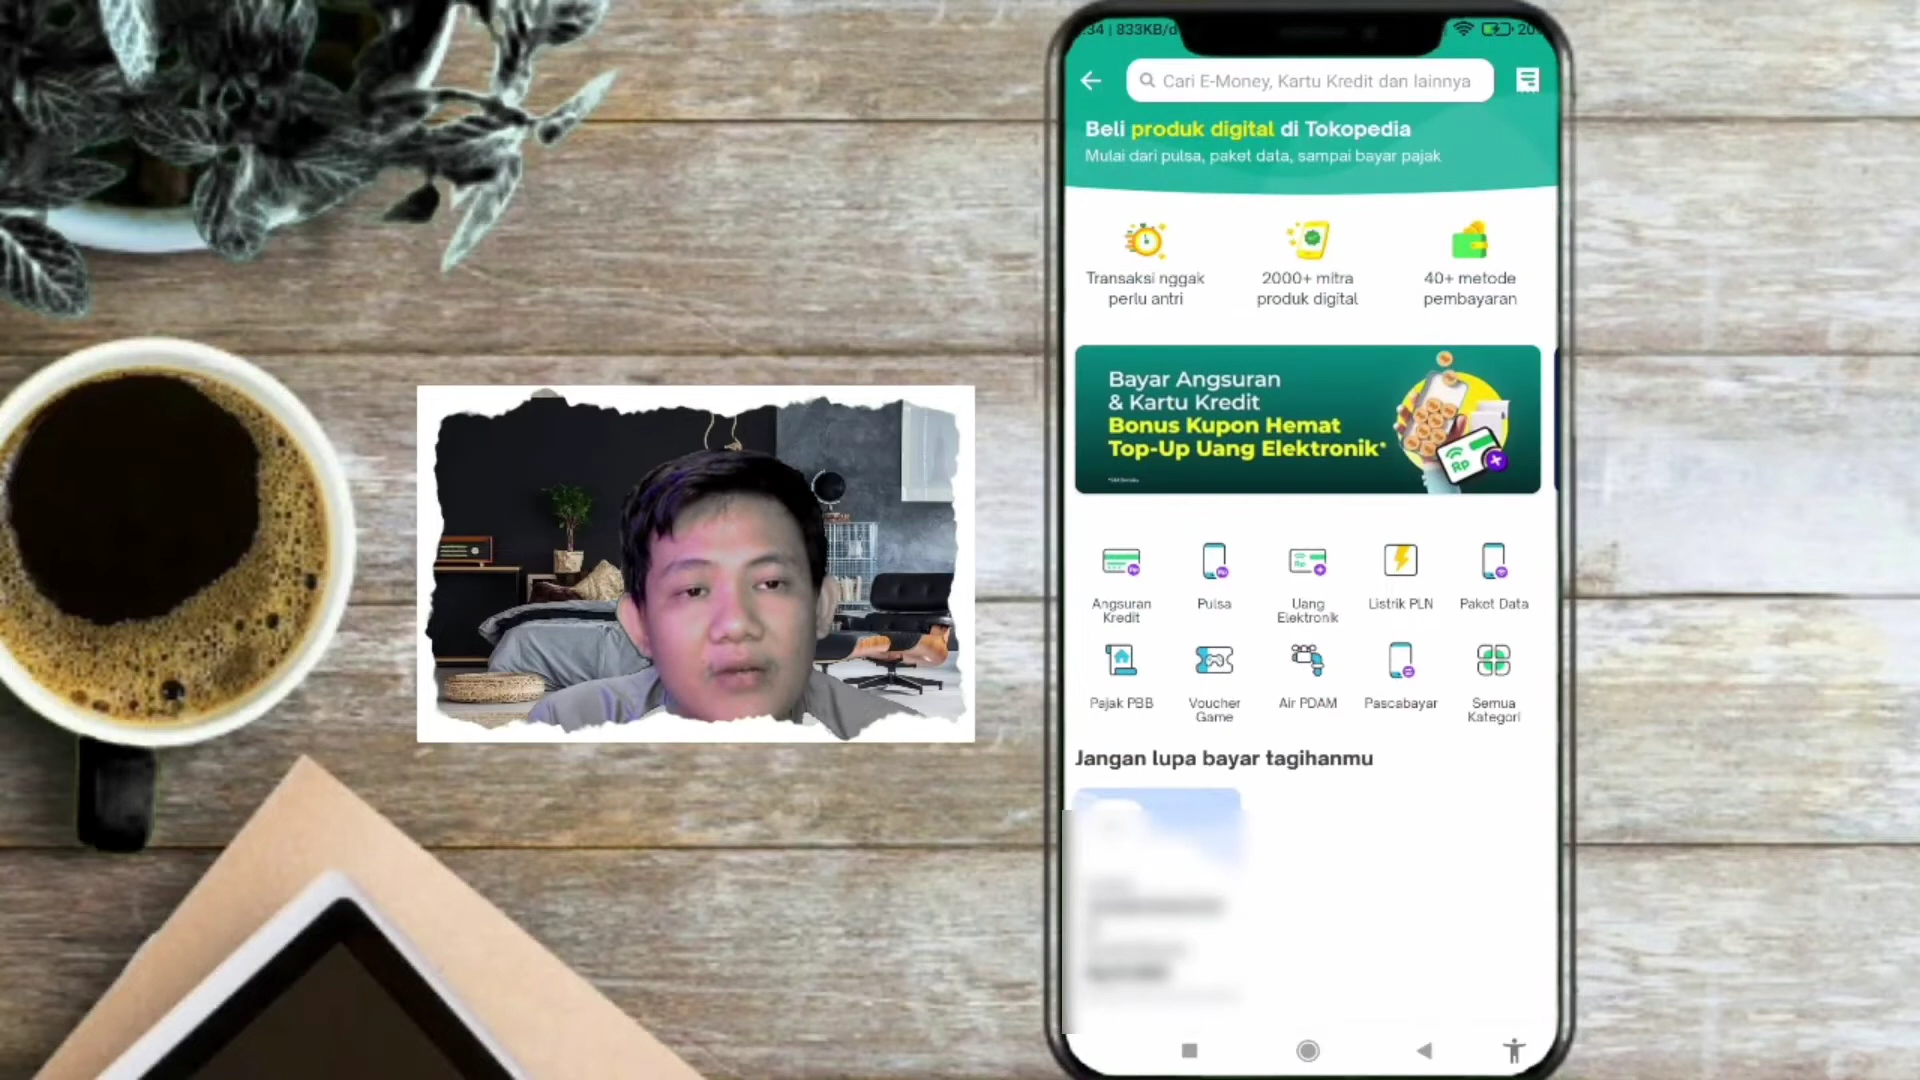 :34 | 833KB/d
20
Cari E-Money, Kartu Kredit dan lainnya
Beli produk digital di Tokopedia
Mulai dari pulsa, paket data, sampai bayar pajak
Transaksi nggak
perlu antri
2000+ mitra
produk digital
40+ metode
pembayaran
Bayar Angsuran
& Kartu Kredit
Bonus Kupon Hemat
Top-Up Uang Elektronik*
Rp
Angsuran
Kredit
Pulsa
Uang
Elektronik
Listrik PLN
Paket Data
Pajak PBB
Voucher
Game
Air PDAM
Pascabayar
Semua
Kategori
Jangan lupa bayar tagihanmu